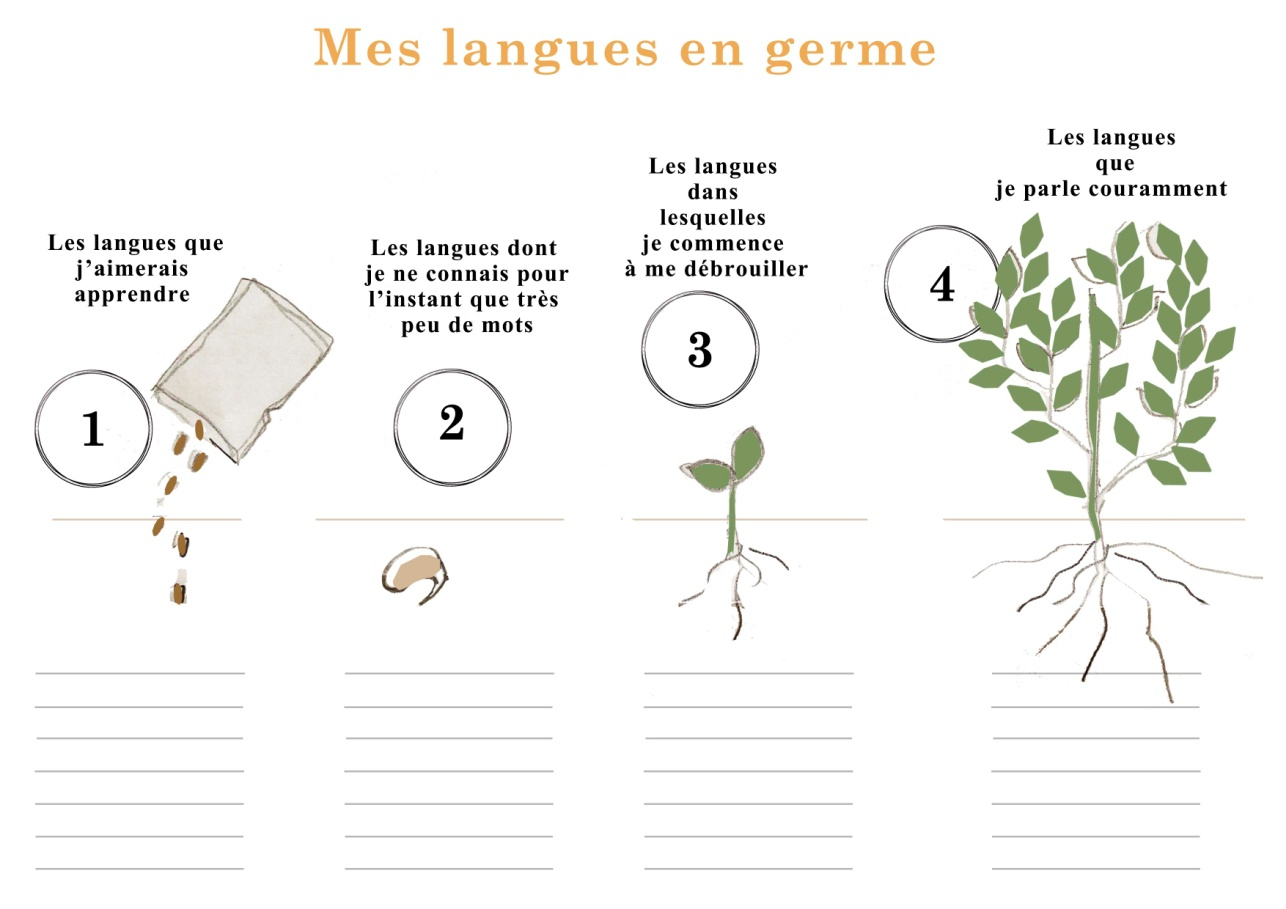 Mes langues en germe
Les langues que
j’aimerais
apprendre
1
Les langues dont
je ne connais pour
l’instant que très
peu de mots
2
Les langues
dans
lesquelles
je commence
à me débrouiller
3
Les langues
que
je parle couramment
4